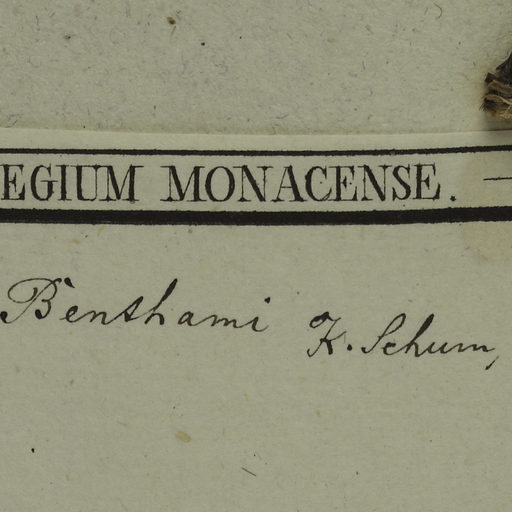 EGIUM MONACENSE. —
Benthami K. Schum,